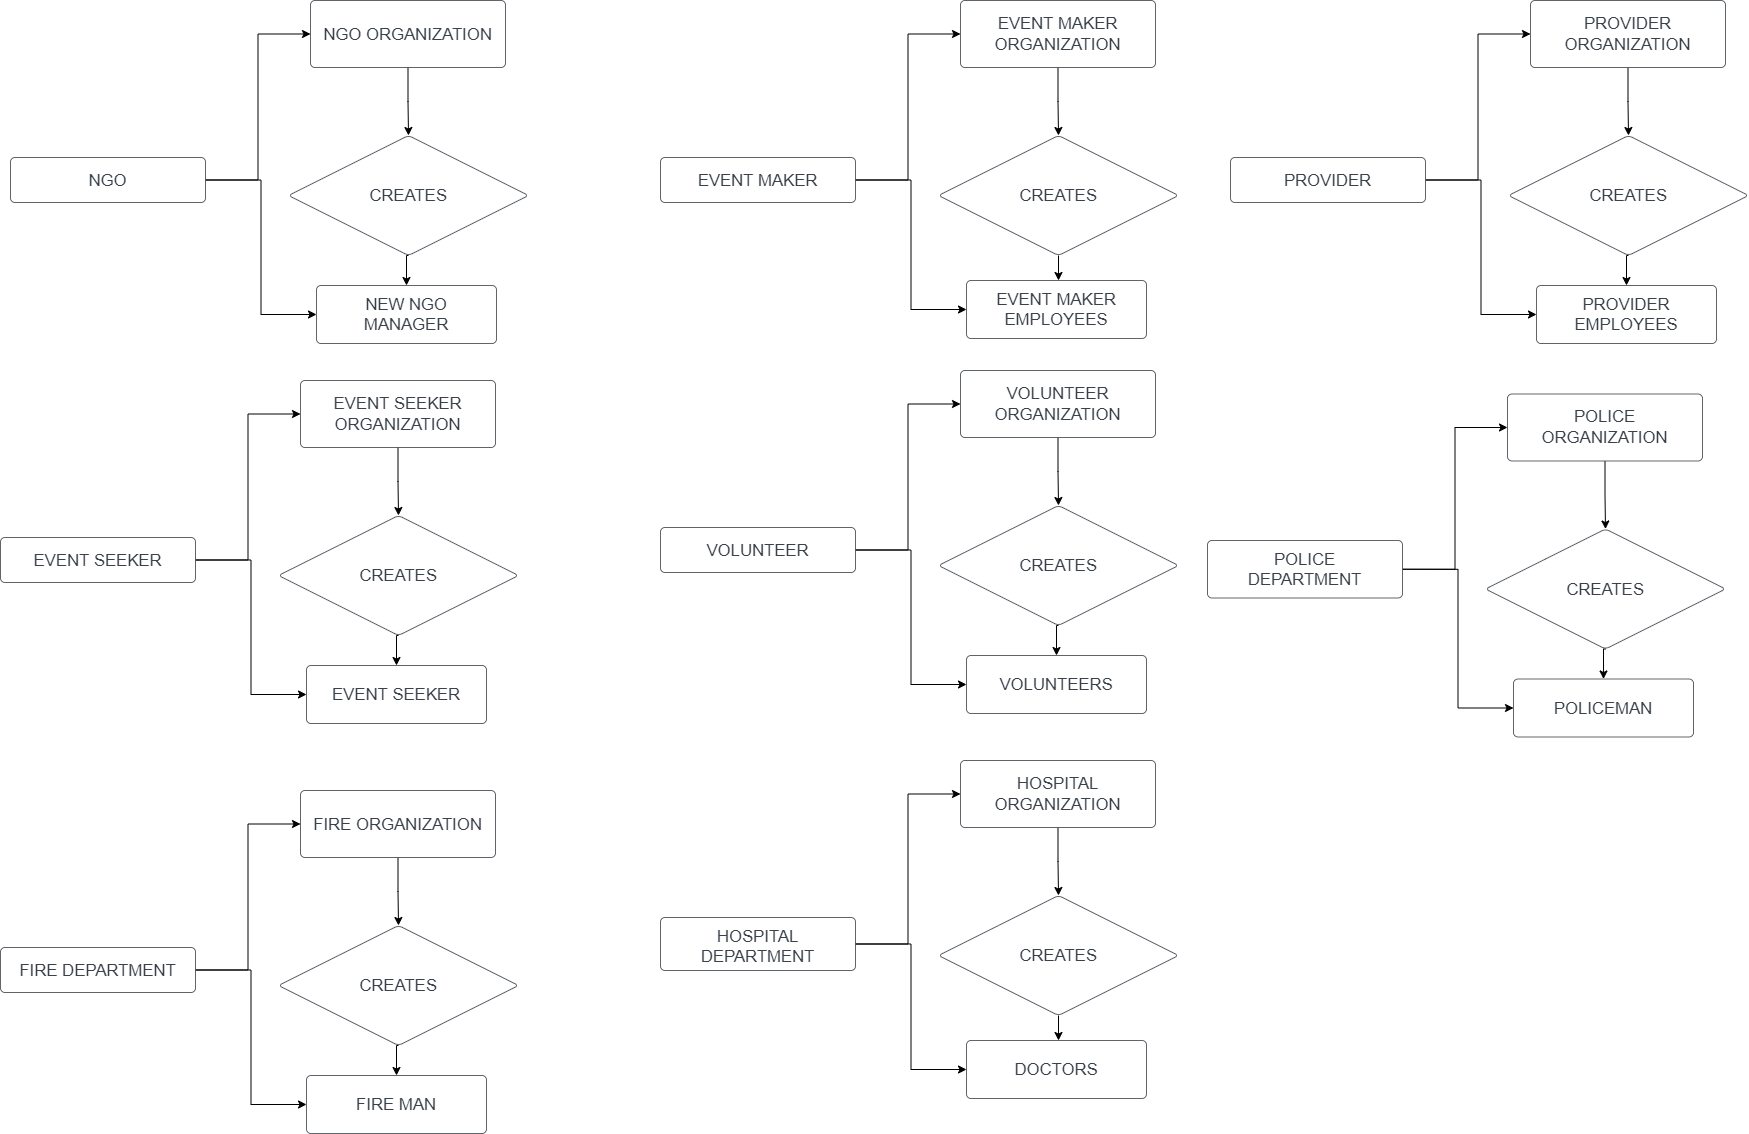 NGO ORGANIZATION
NGO
CREATES
NEW NGO
MANAGER
EVENT MAKER
ORGANIZATION
EVENT MAKER
CREATES
EVENT MAKER
EMPLOYEES
PROVIDER
ORGANIZATION
PROVIDER
CREATES
PROVIDER
EMPLOYEES
EVENT SEEKER
ORGANIZATION
EVENT SEEKER
CREATES
EVENT SEEKER
VOLUNTEER
ORGANIZATION
VOLUNTEER
CREATES
VOLUNTEERS
POLICE
ORGANIZATION
POLICE
DEPARTMENT
CREATES
POLICEMAN
FIRE ORGANIZATION
FIRE DEPARTMENT
CREATES
FIRE MAN
HOSPITAL
ORGANIZATION
HOSPITAL
DEPARTMENT
CREATES
DOCTORS